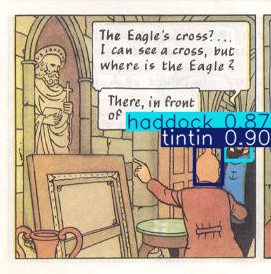 The Eagle's cross?...
I can see a cross, but
where is the Eagle?
There, in front
of
haddock 0.87
tintin 0.90